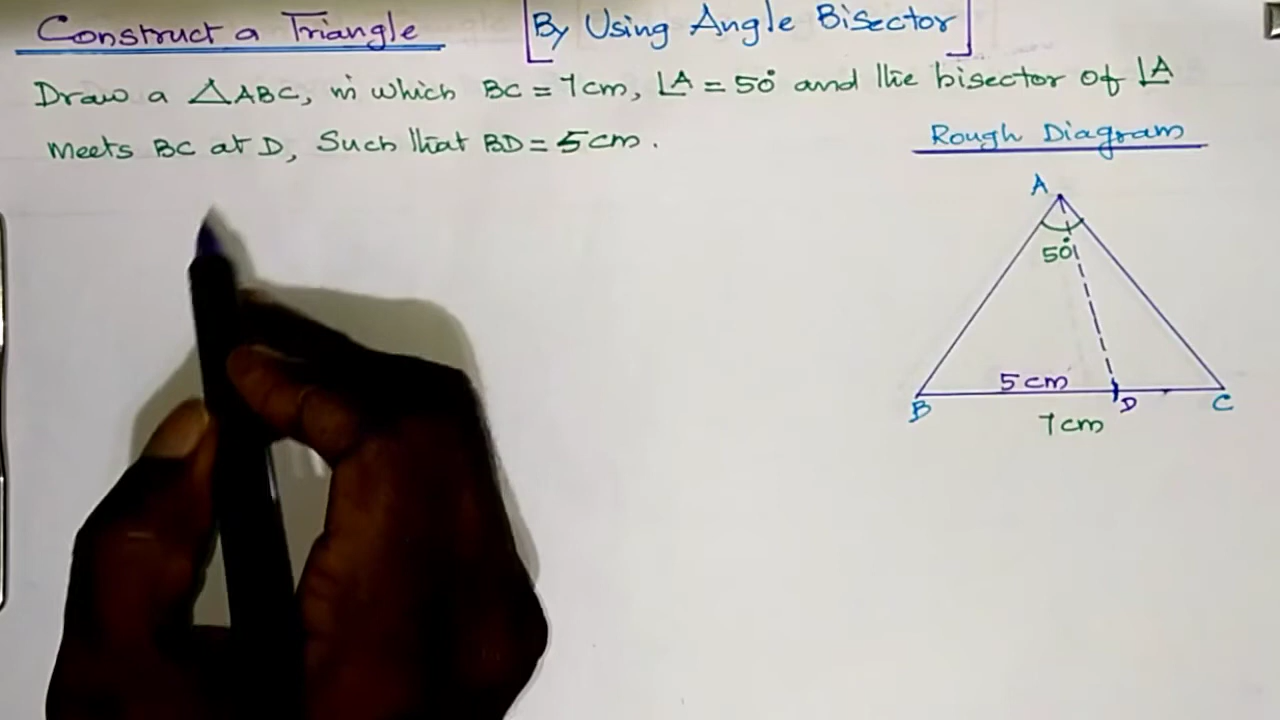 Construct a Triangle [By Using Angle Bisector]
Draw a △ABC, in which BC = 7cm, ∠A = 50° and the bisector of ∠A
meets BC at D, Such that BD = 5cm.
Rough Diagram
A
50°
5cm
B D C
7cm